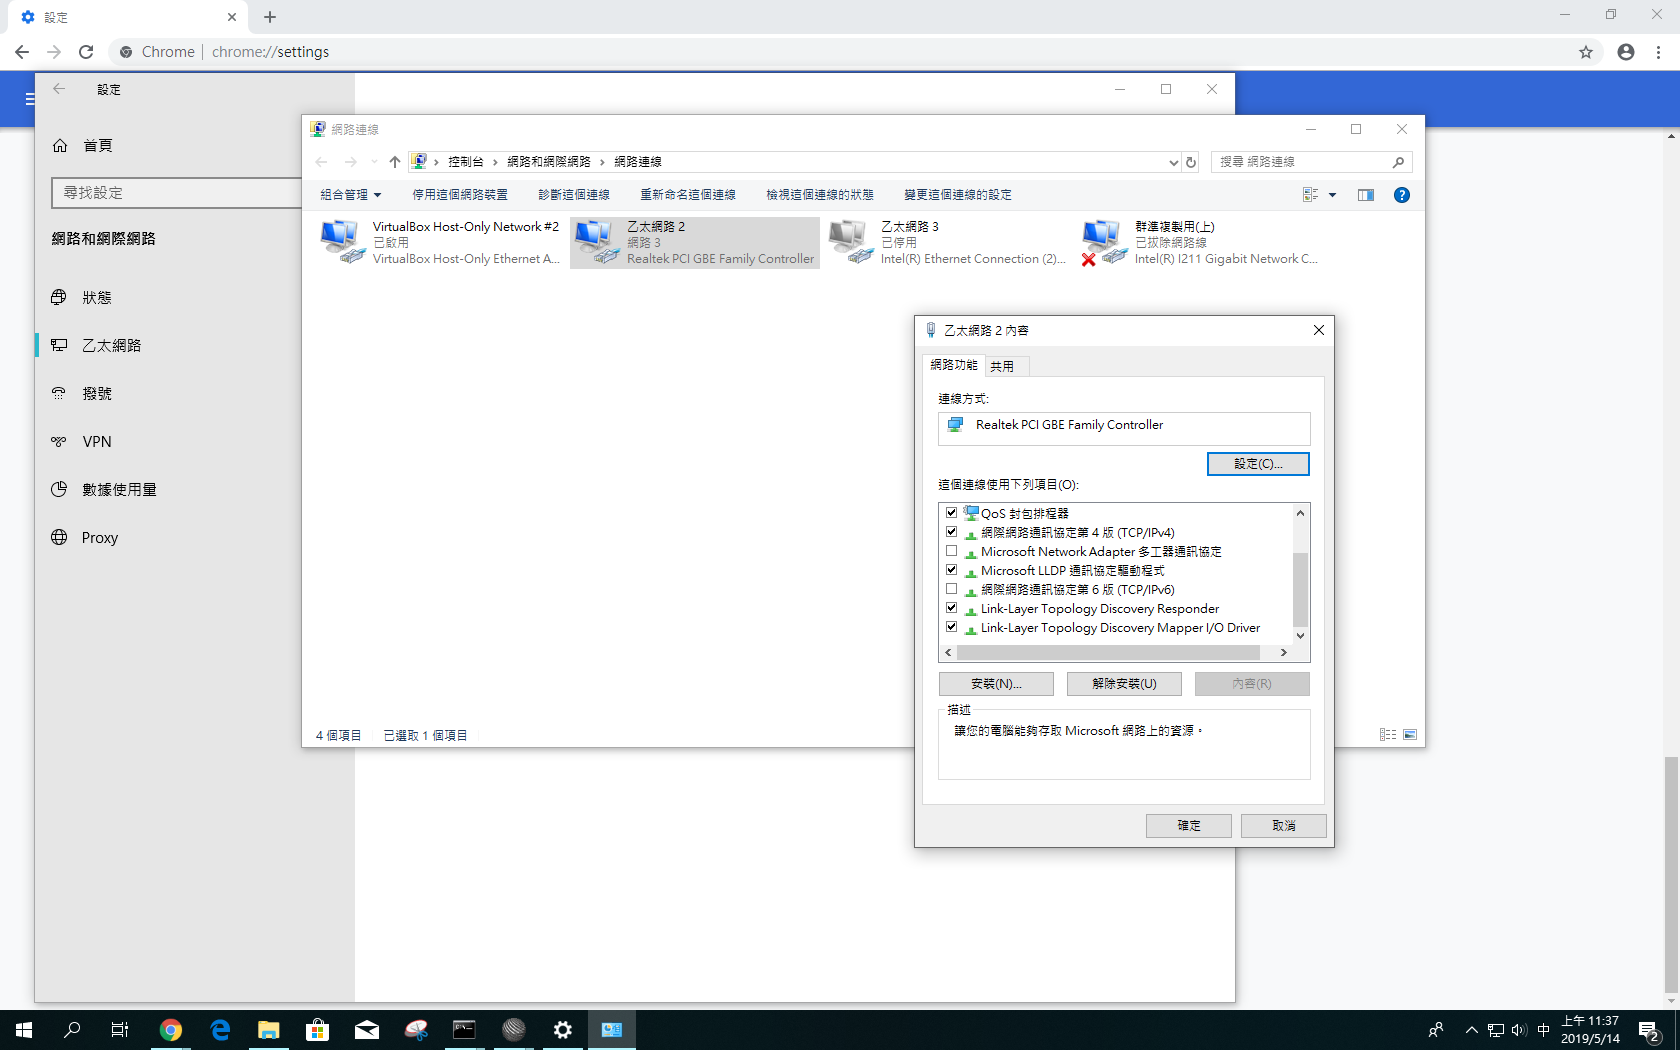 設定
Chrome | chrome://settings
設定
首頁
尋找設定
網路和網際網路
狀態
乙太網路
撥號
VPN
數據使用量
Proxy
網路連線
控制台 網路和網際網路 網路連線
搜尋 網路連線
組合管理 停用這個網路裝置 診斷這個連線 重新命名這個連線 檢視這個連線的狀態 變更這個連線的設定
VirtualBox Host-Only Network #2
已啟用
VirtualBox Host-Only Ethernet A...
乙太網路 2
網路 3
Realtek PCI GBE Family Controller
乙太網路 3
已停用
Intel(R) Ethernet Connection (2)...
群準複製用(上)
已拔除網路線
Intel(R) I211 Gigabit Network C...
4 個項目 已選取 1 個項目
乙太網路 2 內容
網路功能 共用
連線方式:
Realtek PCI GBE Family Controller
設定(C)...
這個連線使用下列項目(O):
QoS 封包排程器
網際網路通訊協定第 4 版 (TCP/IPv4)
Microsoft Network Adapter 多工器通訊協定
Microsoft LLDP 通訊協定驅動程式
網際網路通訊協定第 6 版 (TCP/IPv6)
Link-Layer Topology Discovery Responder
Link-Layer Topology Discovery Mapper I/O Driver
安裝(N)... 解除安裝(U) 內容(R)
描述
讓您的電腦能夠存取 Microsoft 網路上的資源。
確定 取消
中
上午 11:37
2019/5/14
2